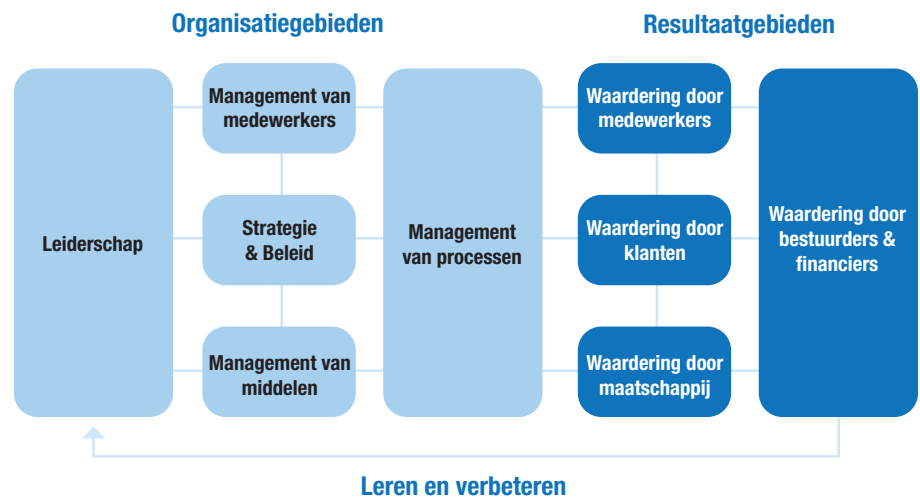 Organisatiegebieden
Resultaatgebieden
Leiderschap
Management van
medewerkers
Strategie
& Beleid
Management van
middelen
Management
van processen
Waardering door
medewerkers
Waardering door
klanten
Waardering door
maatschappij
Waardering door
bestuurders &
financiers
Leren en verbeteren